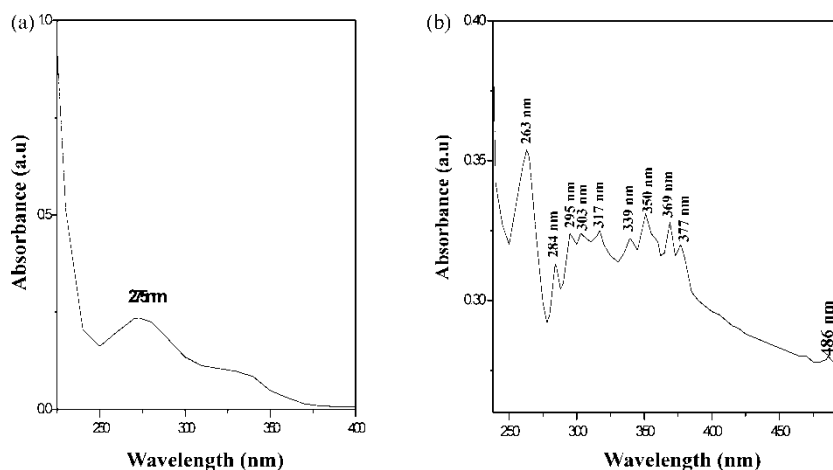 (a)
1.0
0.5
0.0
Absorbance (a.u)
275nm
250
300
350
400
Wavelength (nm)
(b)
0.40
0.35
0.30
Absorbance (a.u)
263 nm
284 nm
295 nm
303 nm
317 nm
339 nm
350 nm
369 nm
377 nm
486 nm
250
300
350
400
450
Wavelength (nm)